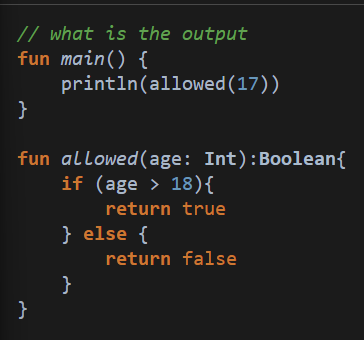 // what is the output
fun main() {
    println(allowed(17))
}

fun allowed(age: Int):Boolean{
    if (age > 18){
        return true
    } else {
        return false
    }
}